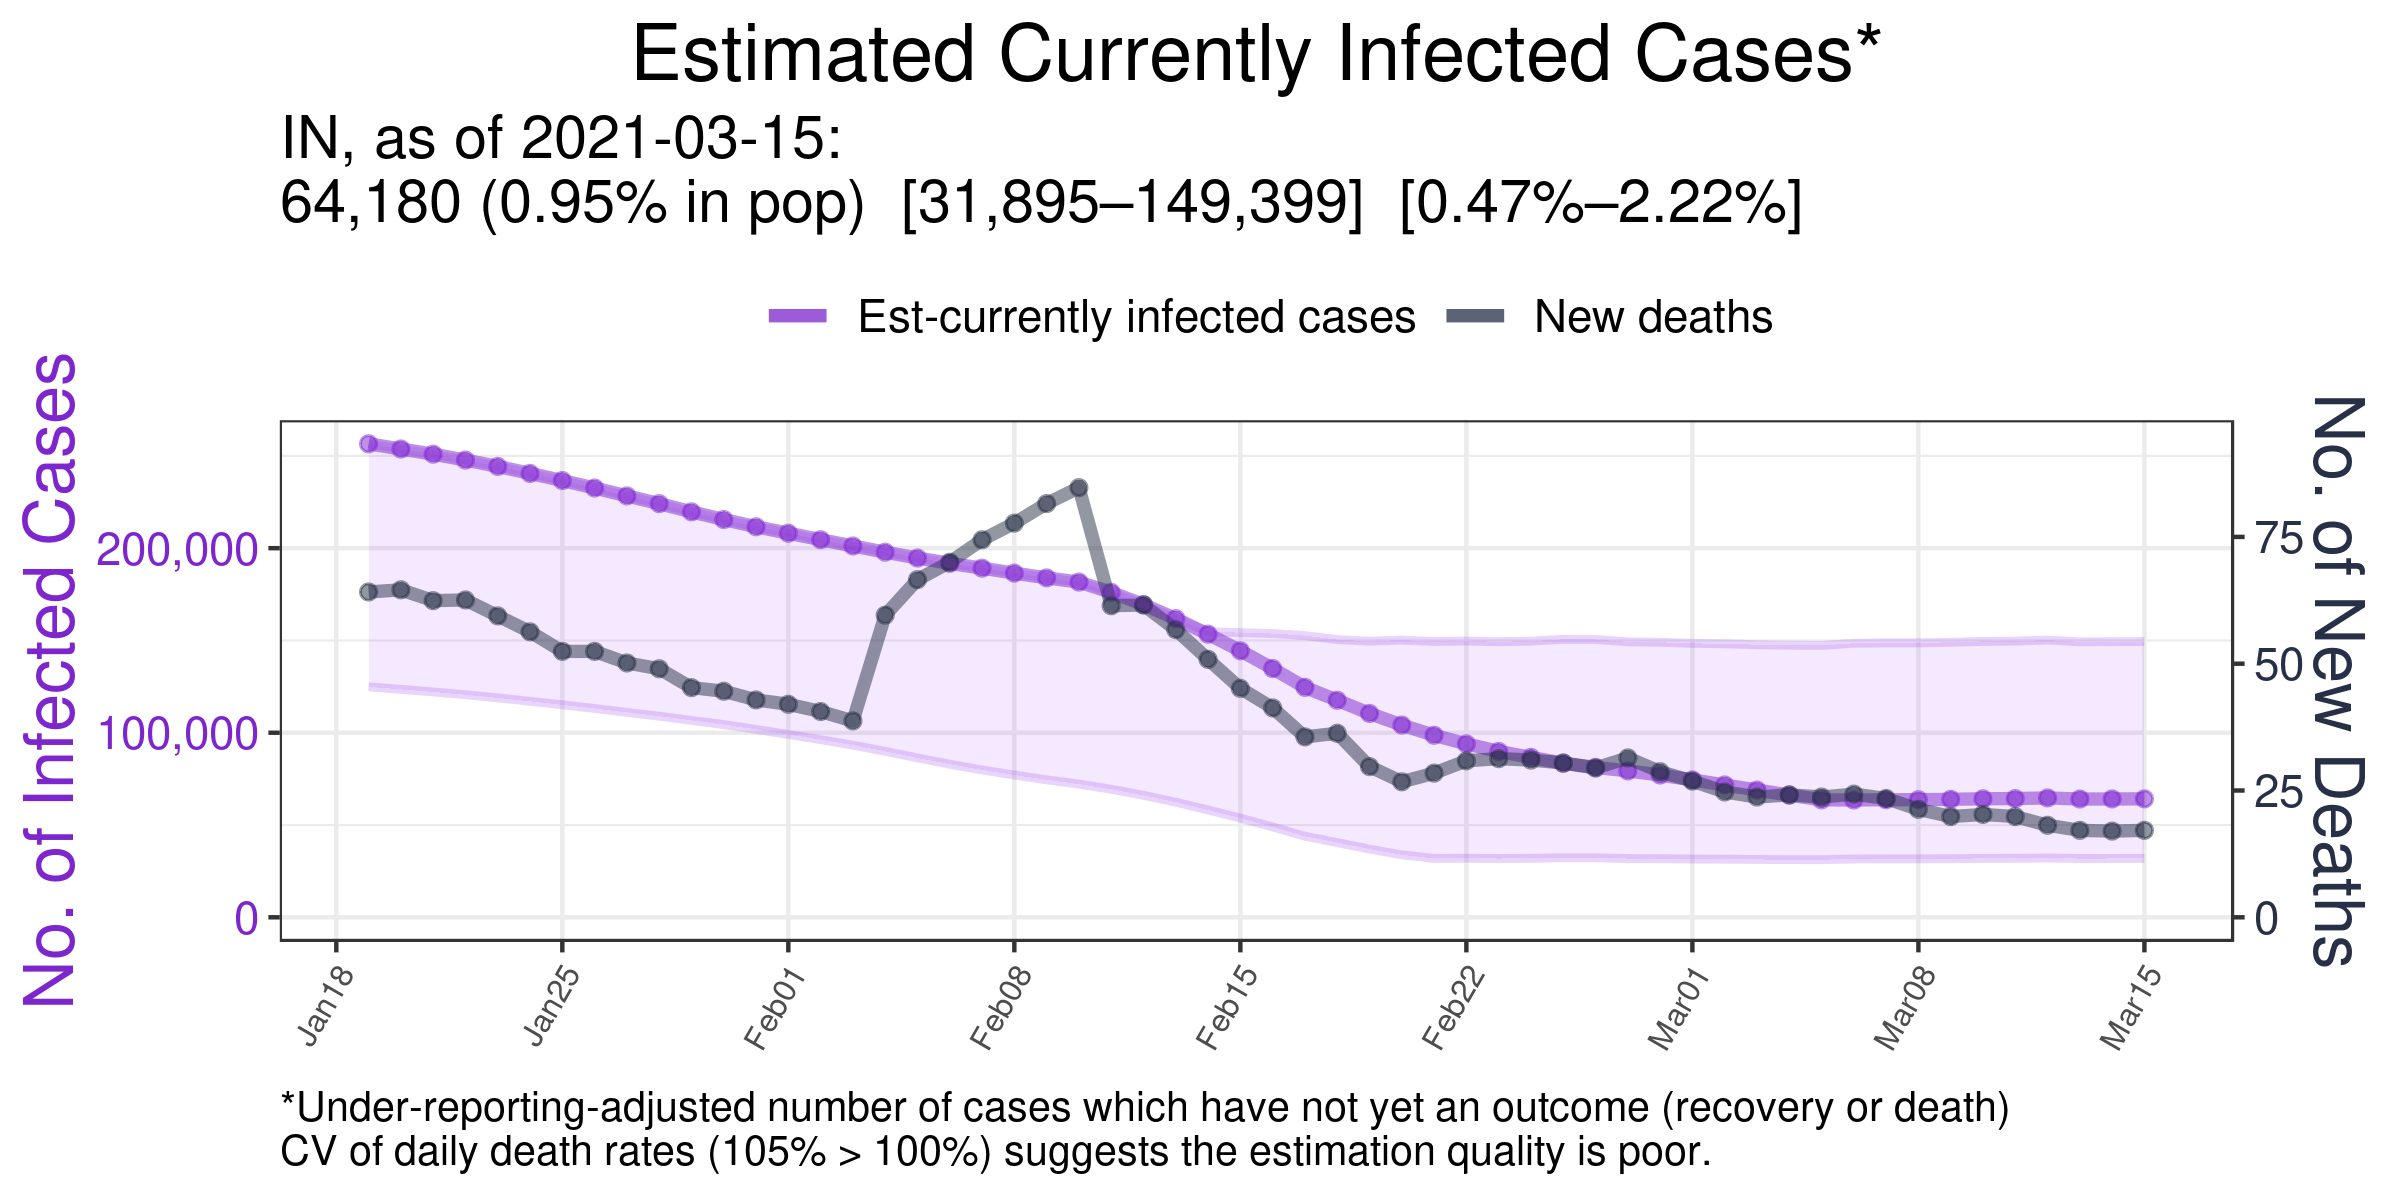 Estimated Currently Infected Cases*
IN, as of 2021-03-15:
64,180 (0.95% in pop)  [31,895–149,399]  [0.47%–2.22%]
Est-currently infected cases
New deaths
No. of Infected Cases
200,000
100,000
0
75
50
25
0
No. of New Deaths
Jan18
Jan25
Feb01
Feb08
Feb15
Feb22
Mar01
Mar08
Mar15
*Under-reporting-adjusted number of cases which have not yet an outcome (recovery or death)
CV of daily death rates (105% > 100%) suggests the estimation quality is poor.